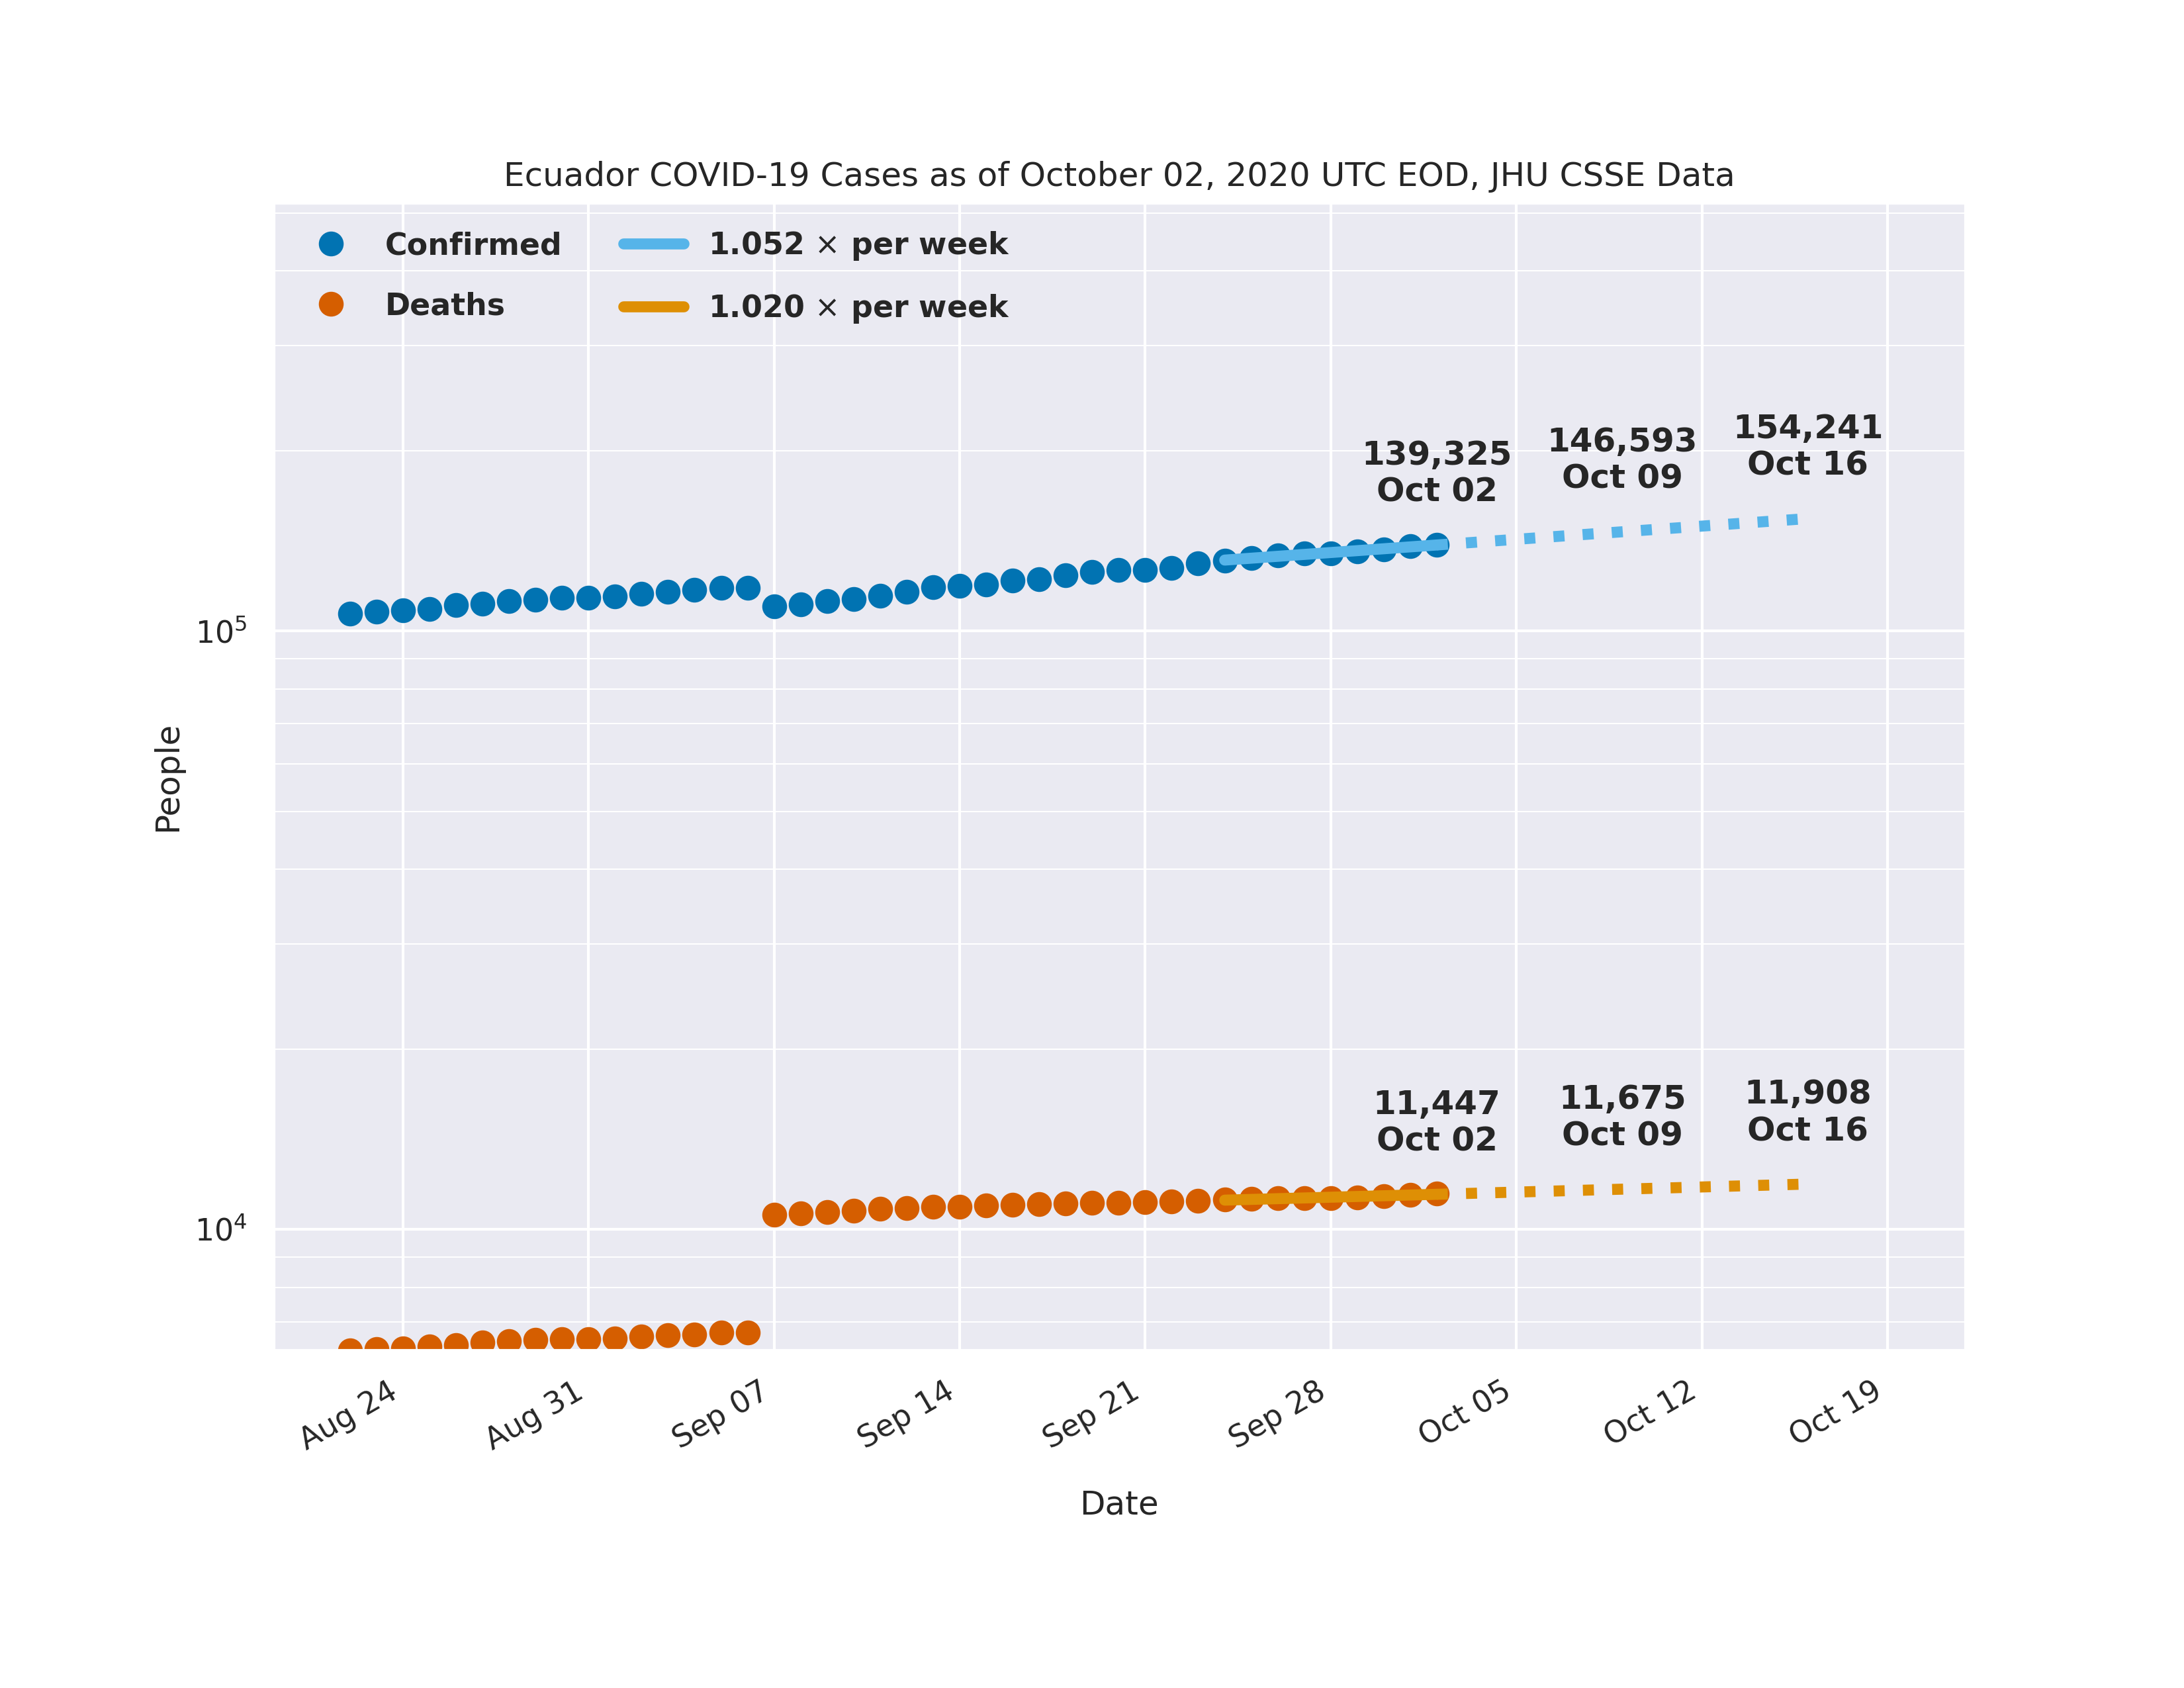 Ecuador COVID-19 Cases as of October 02, 2020 UTC EOD, JHU CSSE Data
Confirmed
Deaths
1.052 × per week
1.020 × per week
139,325
Oct 02
146,593
Oct 09
154,241
Oct 16
10⁵
People
11,447
Oct 02
11,675
Oct 09
11,908
Oct 16
10⁴
Aug 24
Aug 31
Sep 07
Sep 14
Sep 21
Sep 28
Oct 05
Oct 12
Oct 19
Date